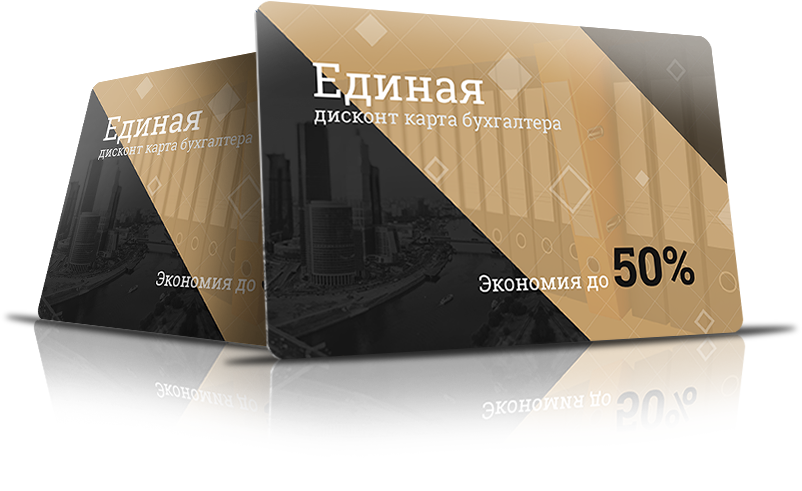 Единая
дисконт карта бухгалтера
Экономия до
Единая
дисконт карта бухгалтера
Экономия до 50%